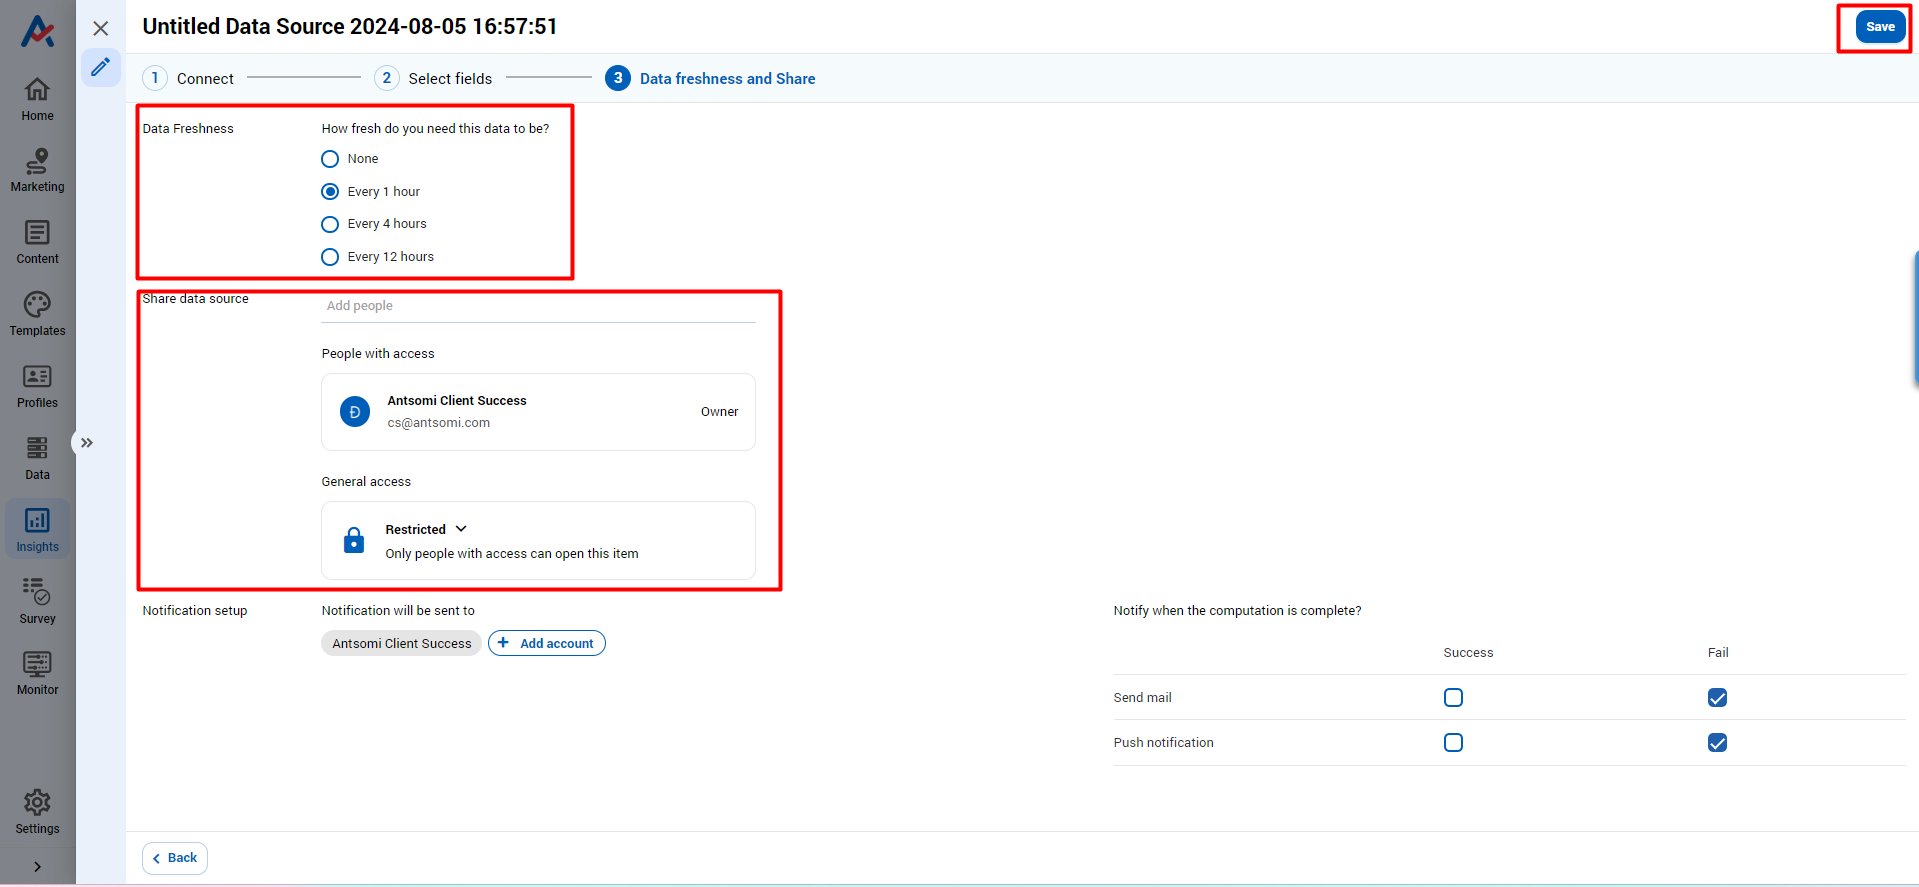 Untitled Data Source 2024-08-05 16:57:51
Save
1 Connect
2 Select fields
3 Data freshness and Share
Home
Marketing
Content
Templates
Profiles
Data
Insights
Survey
Monitor
Settings
Data Freshness
How fresh do you need this data to be?
None
Every 1 hour
Every 4 hours
Every 12 hours
Share data source
Add people
People with access
Đ
Antsomi Client Success
cs@antsomi.com
Owner
General access
Restricted
Only people with access can open this item
Notification setup
Notification will be sent to
Antsomi Client Success
+ Add account
Notify when the computation is complete?
Success Fail
Send mail
Push notification
Back